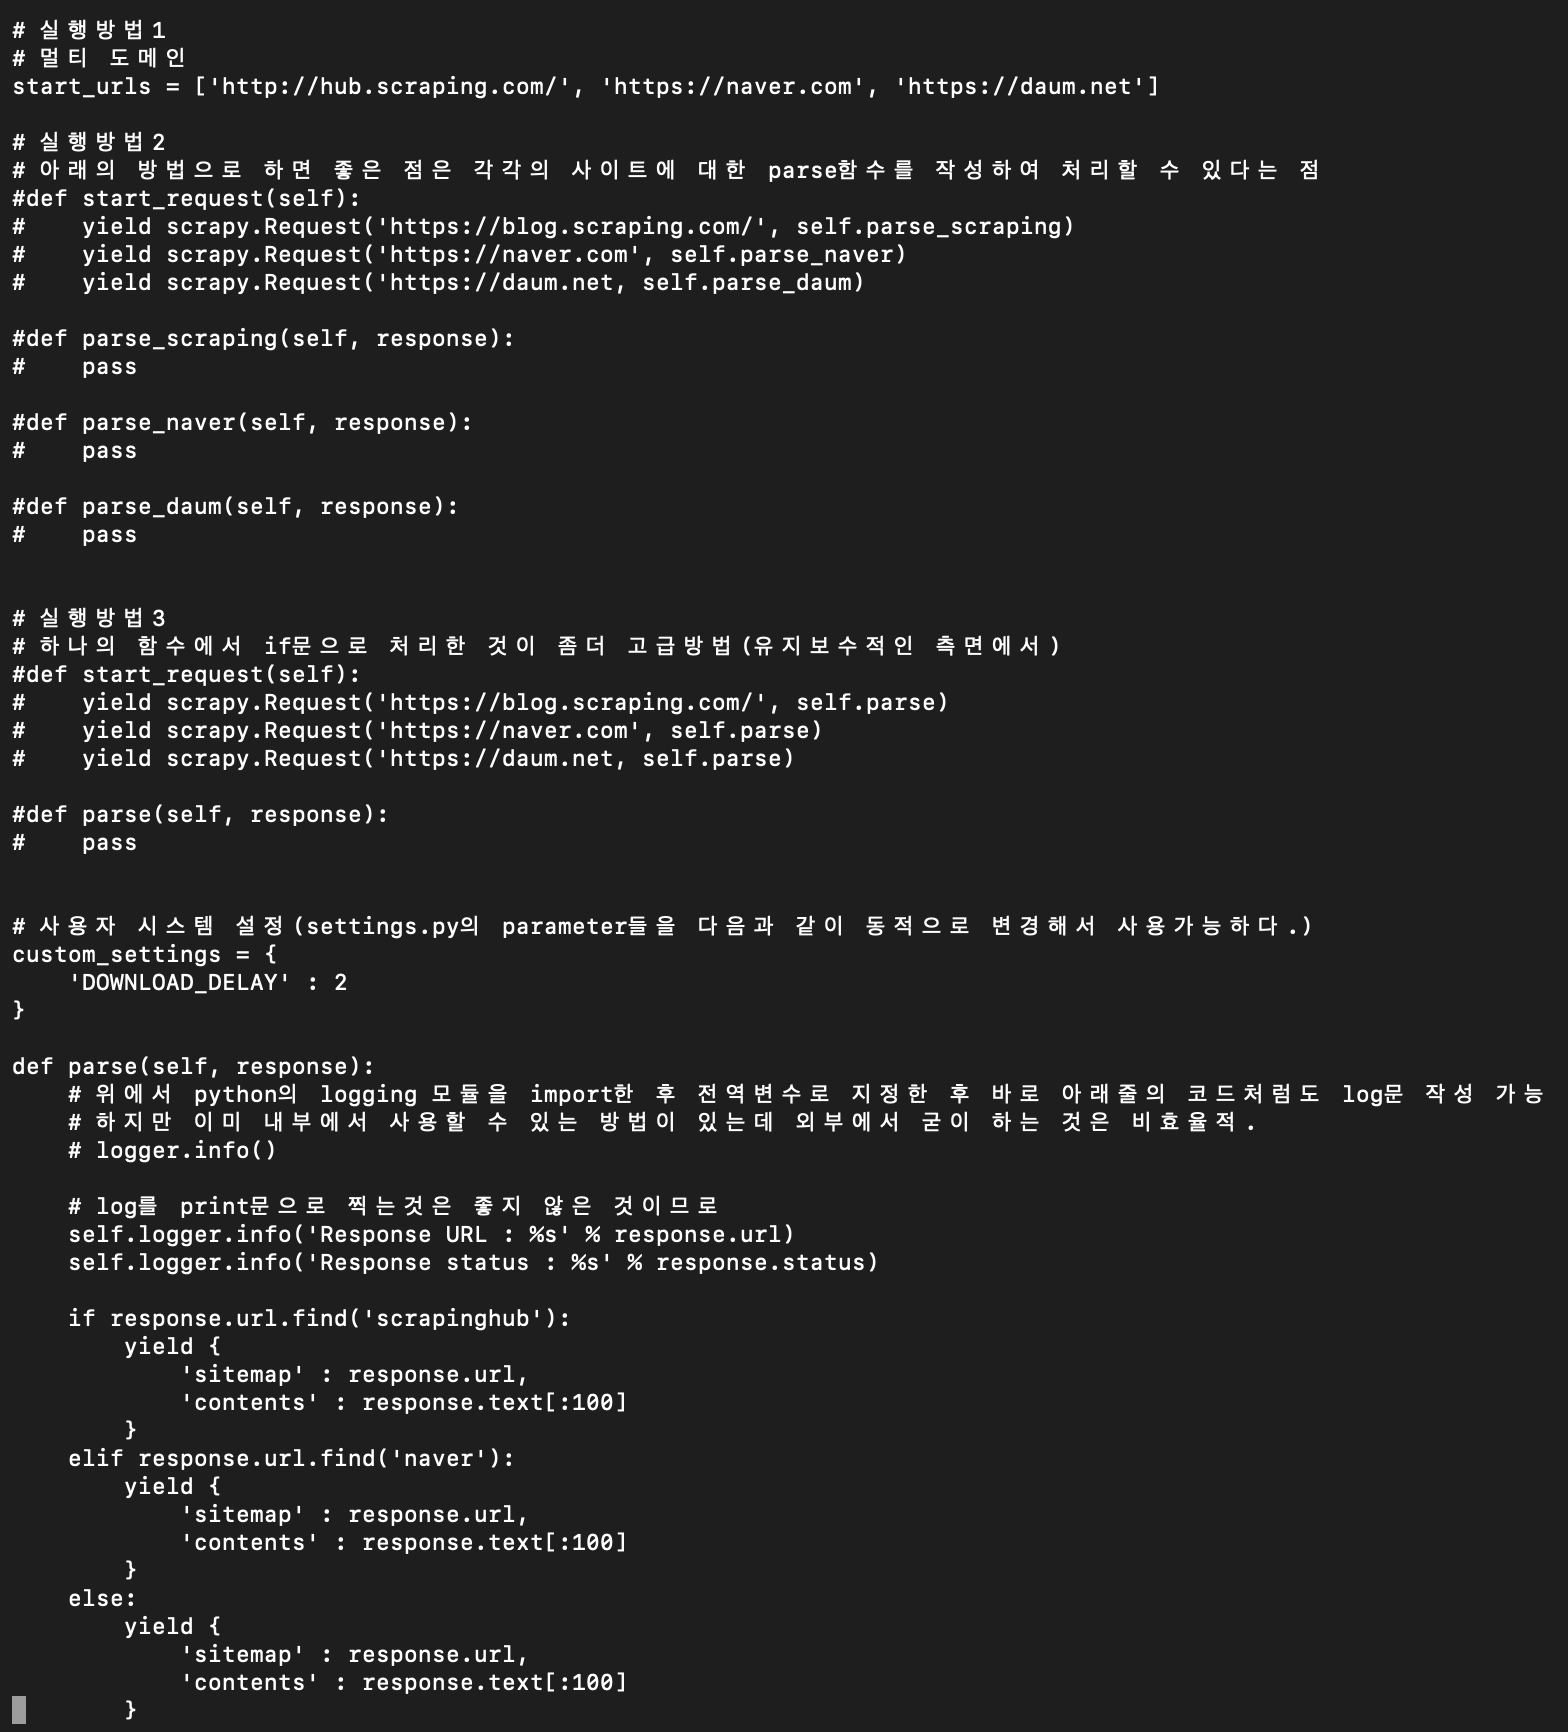 # 실행방법1
# 멀티 도메인
start_urls = ['http://hub.scraping.com/', 'https://naver.com', 'https://daum.net']

# 실행방법2
# 아래의 방법으로 하면 좋은 점은 각각의 사이트에 대한 parse함수를 작성하여 처리할 수 있다는 점
#def start_request(self):
#    yield scrapy.Request('https://blog.scraping.com/', self.parse_scraping)
#    yield scrapy.Request('https://naver.com', self.parse_naver)
#    yield scrapy.Request('https://daum.net, self.parse_daum)

#def parse_scraping(self, response):
#    pass

#def parse_naver(self, response):
#    pass

#def parse_daum(self, response):
#    pass


# 실행방법3
# 하나의 함수에서 if문으로 처리한 것이 좀더 고급방법(유지보수적인 측면에서)
#def start_request(self):
#    yield scrapy.Request('https://blog.scraping.com/', self.parse)
#    yield scrapy.Request('https://naver.com', self.parse)
#    yield scrapy.Request('https://daum.net, self.parse)

#def parse(self, response):
#    pass


# 사용자 시스템 설정(settings.py의 parameter들을 다음과 같이 동적으로 변경해서 사용가능하다.)
custom_settings = {
    'DOWNLOAD_DELAY' : 2
}

def parse(self, response):
    # 위에서 python의 logging 모듈을 import한 후 전역변수로 지정한 후 바로 아래줄의 코드처럼도 log문 작성 가능
    # 하지만 이미 내부에서 사용할 수 있는 방법이 있는데 외부에서 굳이 하는 것은 비효율적.
    # logger.info()

    # log를 print문으로 찍는것은 좋지 않은 것이므로
    self.logger.info('Response URL : %s' % response.url)
    self.logger.info('Response status : %s' % response.status)

    if response.url.find('scrapinghub'):
        yield {
            'sitemap' : response.url,
            'contents' : response.text[:100]
        }
    elif response.url.find('naver'):
        yield {
            'sitemap' : response.url,
            'contents' : response.text[:100]
        }
    else:
        yield {
            'sitemap' : response.url,
            'contents' : response.text[:100]
        }